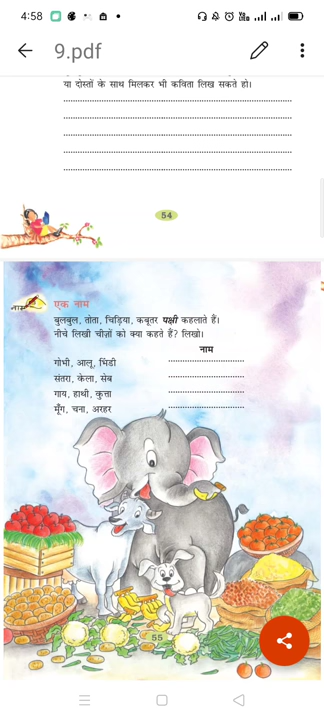 4:58
9.pdf
या दोस्तों के साथ मिलकर भी कविता लिख सकते हो।
54
एक नाम
बुलबुल, तोता, चिड़िया, कबूतर पक्षी कहलाते हैं।
नीचे लिखी चीज़ों को क्या कहते हैं? लिखो।
नाम
गोभी, आलू, भिंडी
संतरा, केला, सेब
गाय, हाथी, कुत्ता
मूँग, चना, अरहर
55